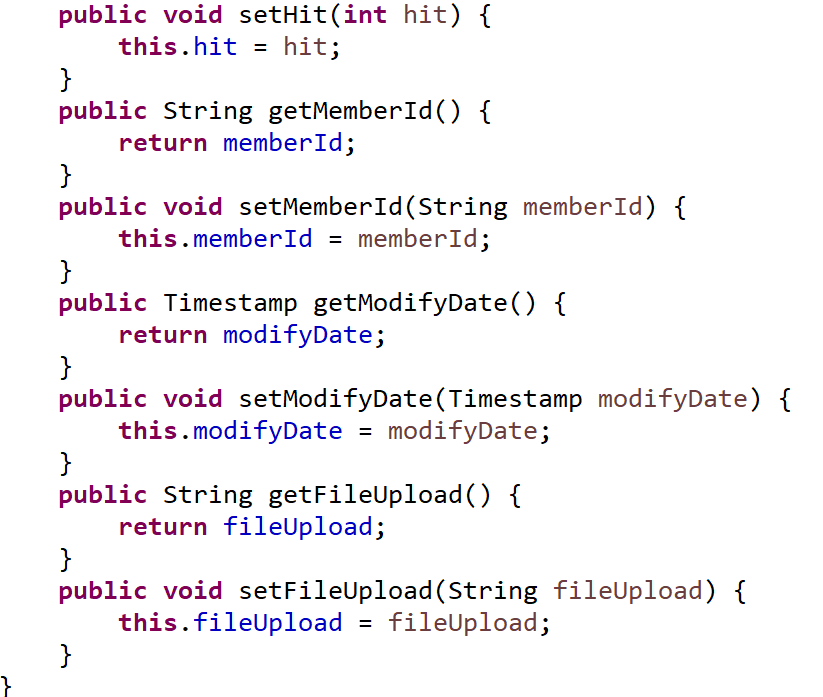 public void setHit(int hit) {
this.hit = hit;
}
public String getMemberId() {
return memberId;
}
public void setMemberId(String memberId) {
this.memberId = memberId;
}
public Timestamp getModifyDate() {
return modifyDate;
}
public void setModifyDate(Timestamp modifyDate) {
this.modifyDate = modifyDate;
}
public String getFileUpload() {
return fileUpload;
}
public void setFileUpload(String fileUpload) {
this.fileUpload = fileUpload;
}
}